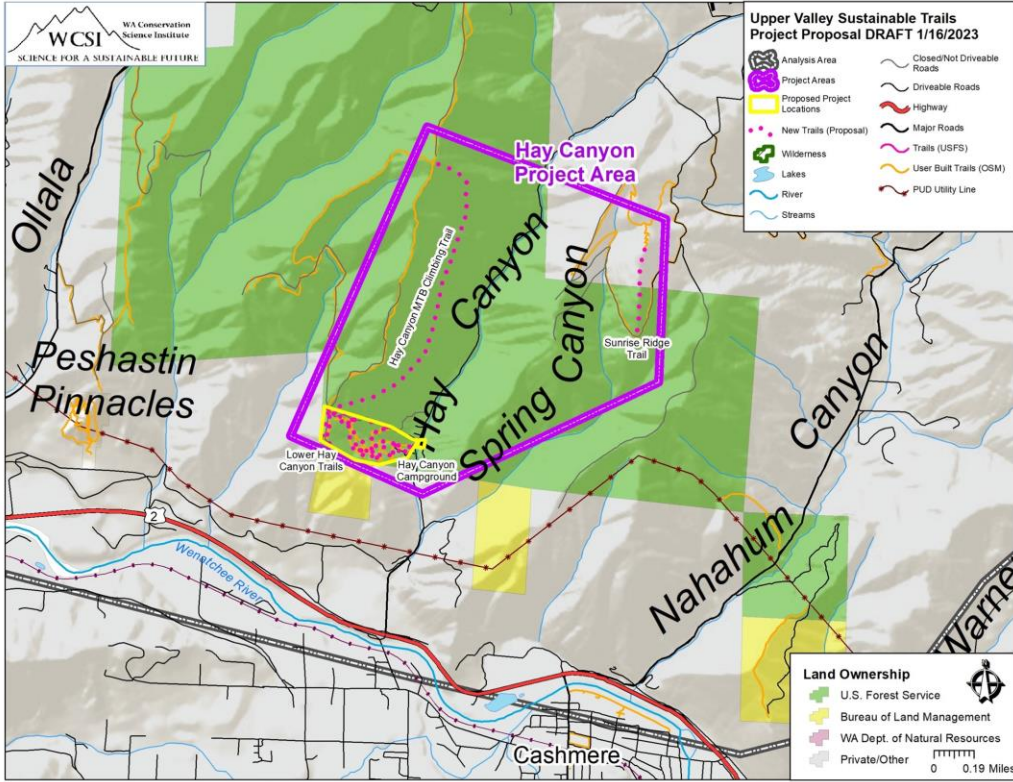 WCSI
WA Conservation
Science Institute
SCIENCE FOR A SUSTAINABLE FUTURE
Upper Valley Sustainable Trails
Project Proposal DRAFT 1/16/2023
Analysis Area
Project Areas
Proposed Project
Locations
New Trails (Proposal)
Wilderness
Lakes
River
Streams
Closed/Not Driveable
Roads
Driveable Roads
Highway
Major Roads
Trails (USFS)
User Built Trails (OSM)
PUD Utility Line
Hay Canyon
Project Area
Ollala
Hay Canyon MTB Climbing Trail
Hay Canyon
Spring Canyon
Sunrise Ridge
Trail
Peshastin
Pinnacles
Lower Hay
Canyon Trails
Hay Canyon
Campground
Nahahum Canyon
2
Wenatchee River
Warne
Cashmere
Land Ownership
U.S. Forest Service
Bureau of Land Management
WA Dept. of Natural Resources
Private/Other
0 0.19 Miles